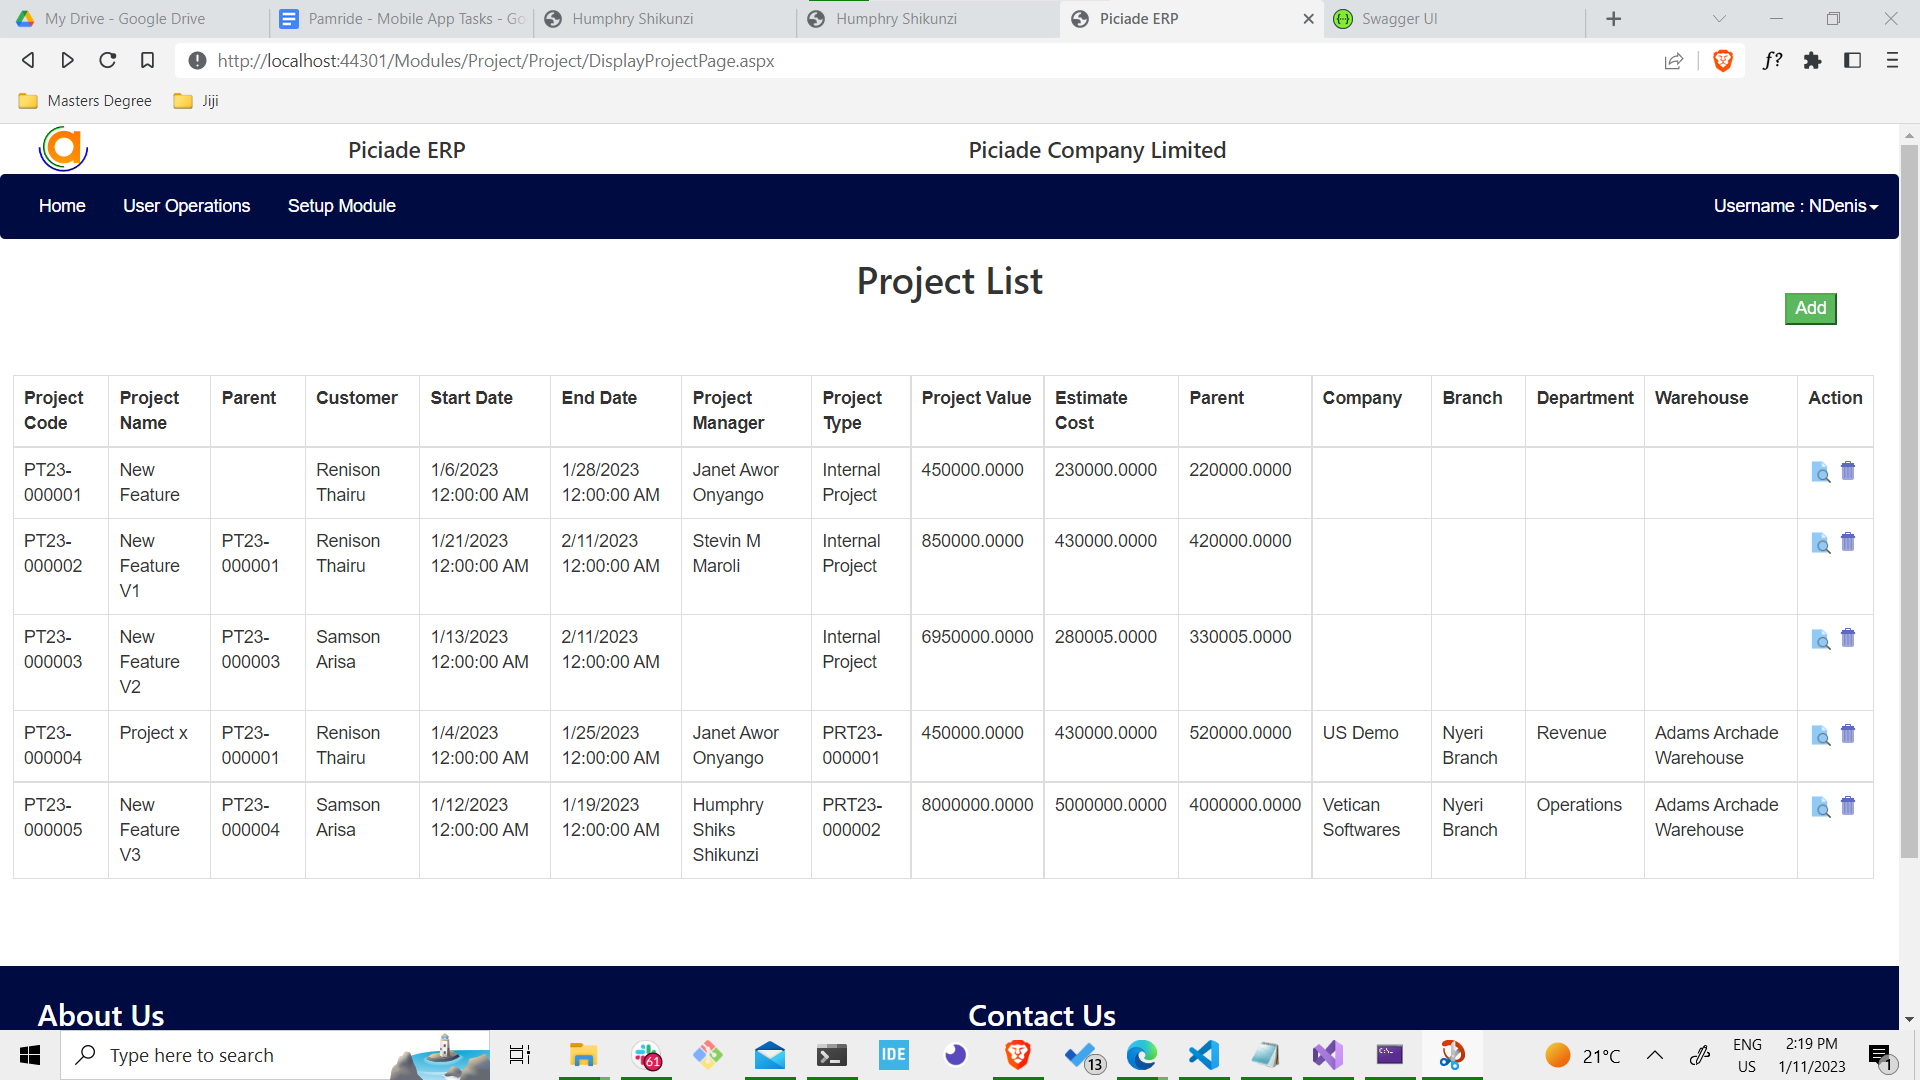 My Drive - Google Drive
Pamride - Mobile App Tasks - Go
Humphry Shikunzi
Humphry Shikunzi
Piciade ERP
Swagger UI
http://localhost:44301/Modules/Project/Project/DisplayProjectPage.aspx
Masters Degree
Jiji
Piciade ERP
Piciade Company Limited
Home
User Operations
Setup Module
Username : NDenis
Project List
Add
Project Code
Project Name
Parent
Customer
Start Date
End Date
Project Manager
Project Type
Project Value
Estimate Cost
Parent
Company
Branch
Department
Warehouse
Action
PT23-000001
New Feature
Renison Thairu
1/6/2023 12:00:00 AM
1/28/2023 12:00:00 AM
Janet Awor Onyango
Internal Project
450000.0000
230000.0000
220000.0000
PT23-000002
New Feature V1
PT23-000001
Renison Thairu
1/21/2023 12:00:00 AM
2/11/2023 12:00:00 AM
Stevin M Maroli
Internal Project
850000.0000
430000.0000
420000.0000
PT23-000003
New Feature V2
PT23-000003
Samson Arisa
1/13/2023 12:00:00 AM
2/11/2023 12:00:00 AM
Internal Project
6950000.0000
280005.0000
330005.0000
PT23-000004
Project x
PT23-000001
Renison Thairu
1/4/2023 12:00:00 AM
1/25/2023 12:00:00 AM
Janet Awor Onyango
PRT23-000001
450000.0000
430000.0000
520000.0000
US Demo
Nyeri Branch
Revenue
Adams Archade Warehouse
PT23-000005
New Feature V3
PT23-000004
Samson Arisa
1/12/2023 12:00:00 AM
1/19/2023 12:00:00 AM
Humphry Shiks Shikunzi
PRT23-000002
8000000.0000
5000000.0000
4000000.0000
Vetican Softwares
Nyeri Branch
Operations
Adams Archade Warehouse
About Us
Contact Us
Type here to search
61
IDE
13
21°C
ENG
US
2:19 PM
1/11/2023
1